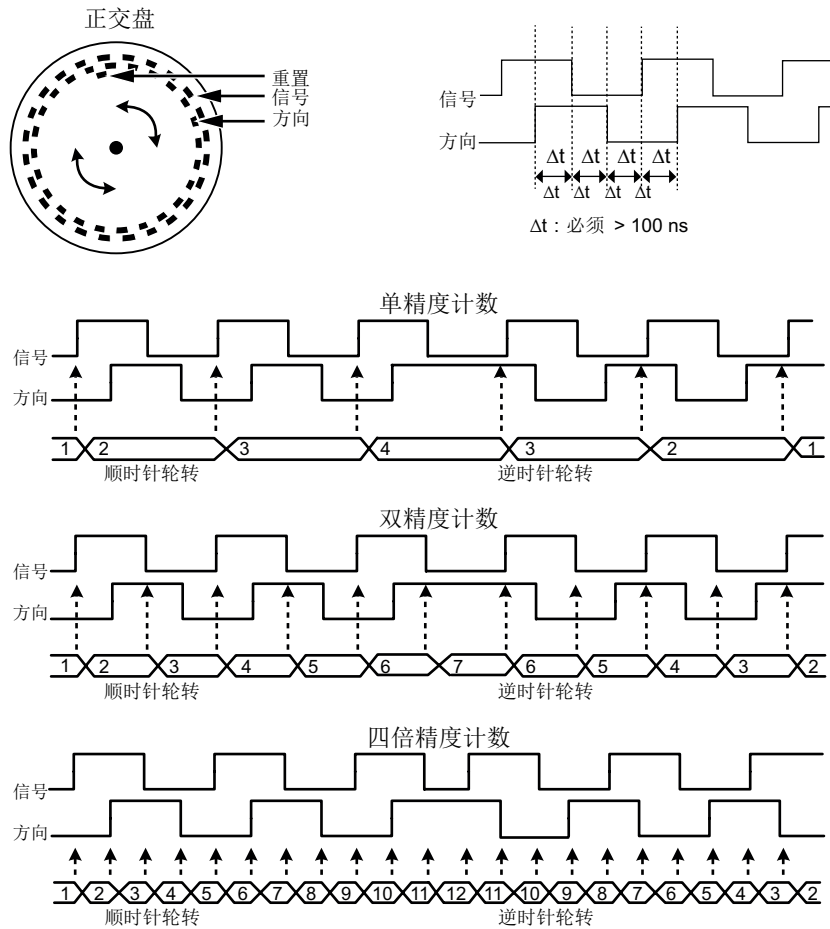 正交盘
重置
信号
方向
信号
方向
Δt Δt Δt Δt
Δt Δt Δt Δt
Δt : 必须 > 100 ns
单精度计数
信号
方向
1 2 3 4 3 2 1
顺时针轮转 逆时针轮转
双精度计数
信号
方向
1 2 3 4 5 6 7 6 5 4 3 2
顺时针轮转 逆时针轮转
四倍精度计数
信号
方向
1 2 3 4 5 6 7 8 9 10 11 12 11 10 9 8 7 6 5 4 3 2
顺时针轮转 逆时针轮转